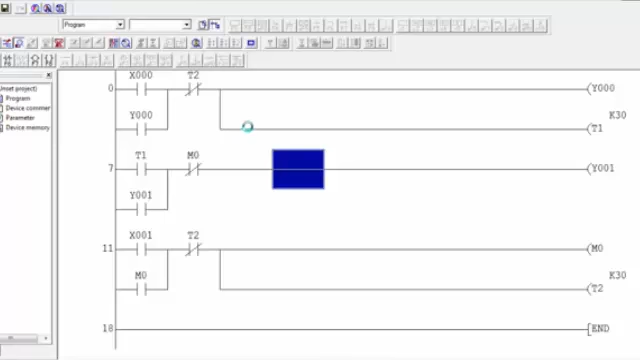 Program
nset project)
Program
Device commer
Parameter
Device memory
X000 T2
0 (Y000
Y000 K30
(T1
T1 M0
7 (Y001
Y001
X001 T2
11 (M0
M0 K30
(T2
18 [END